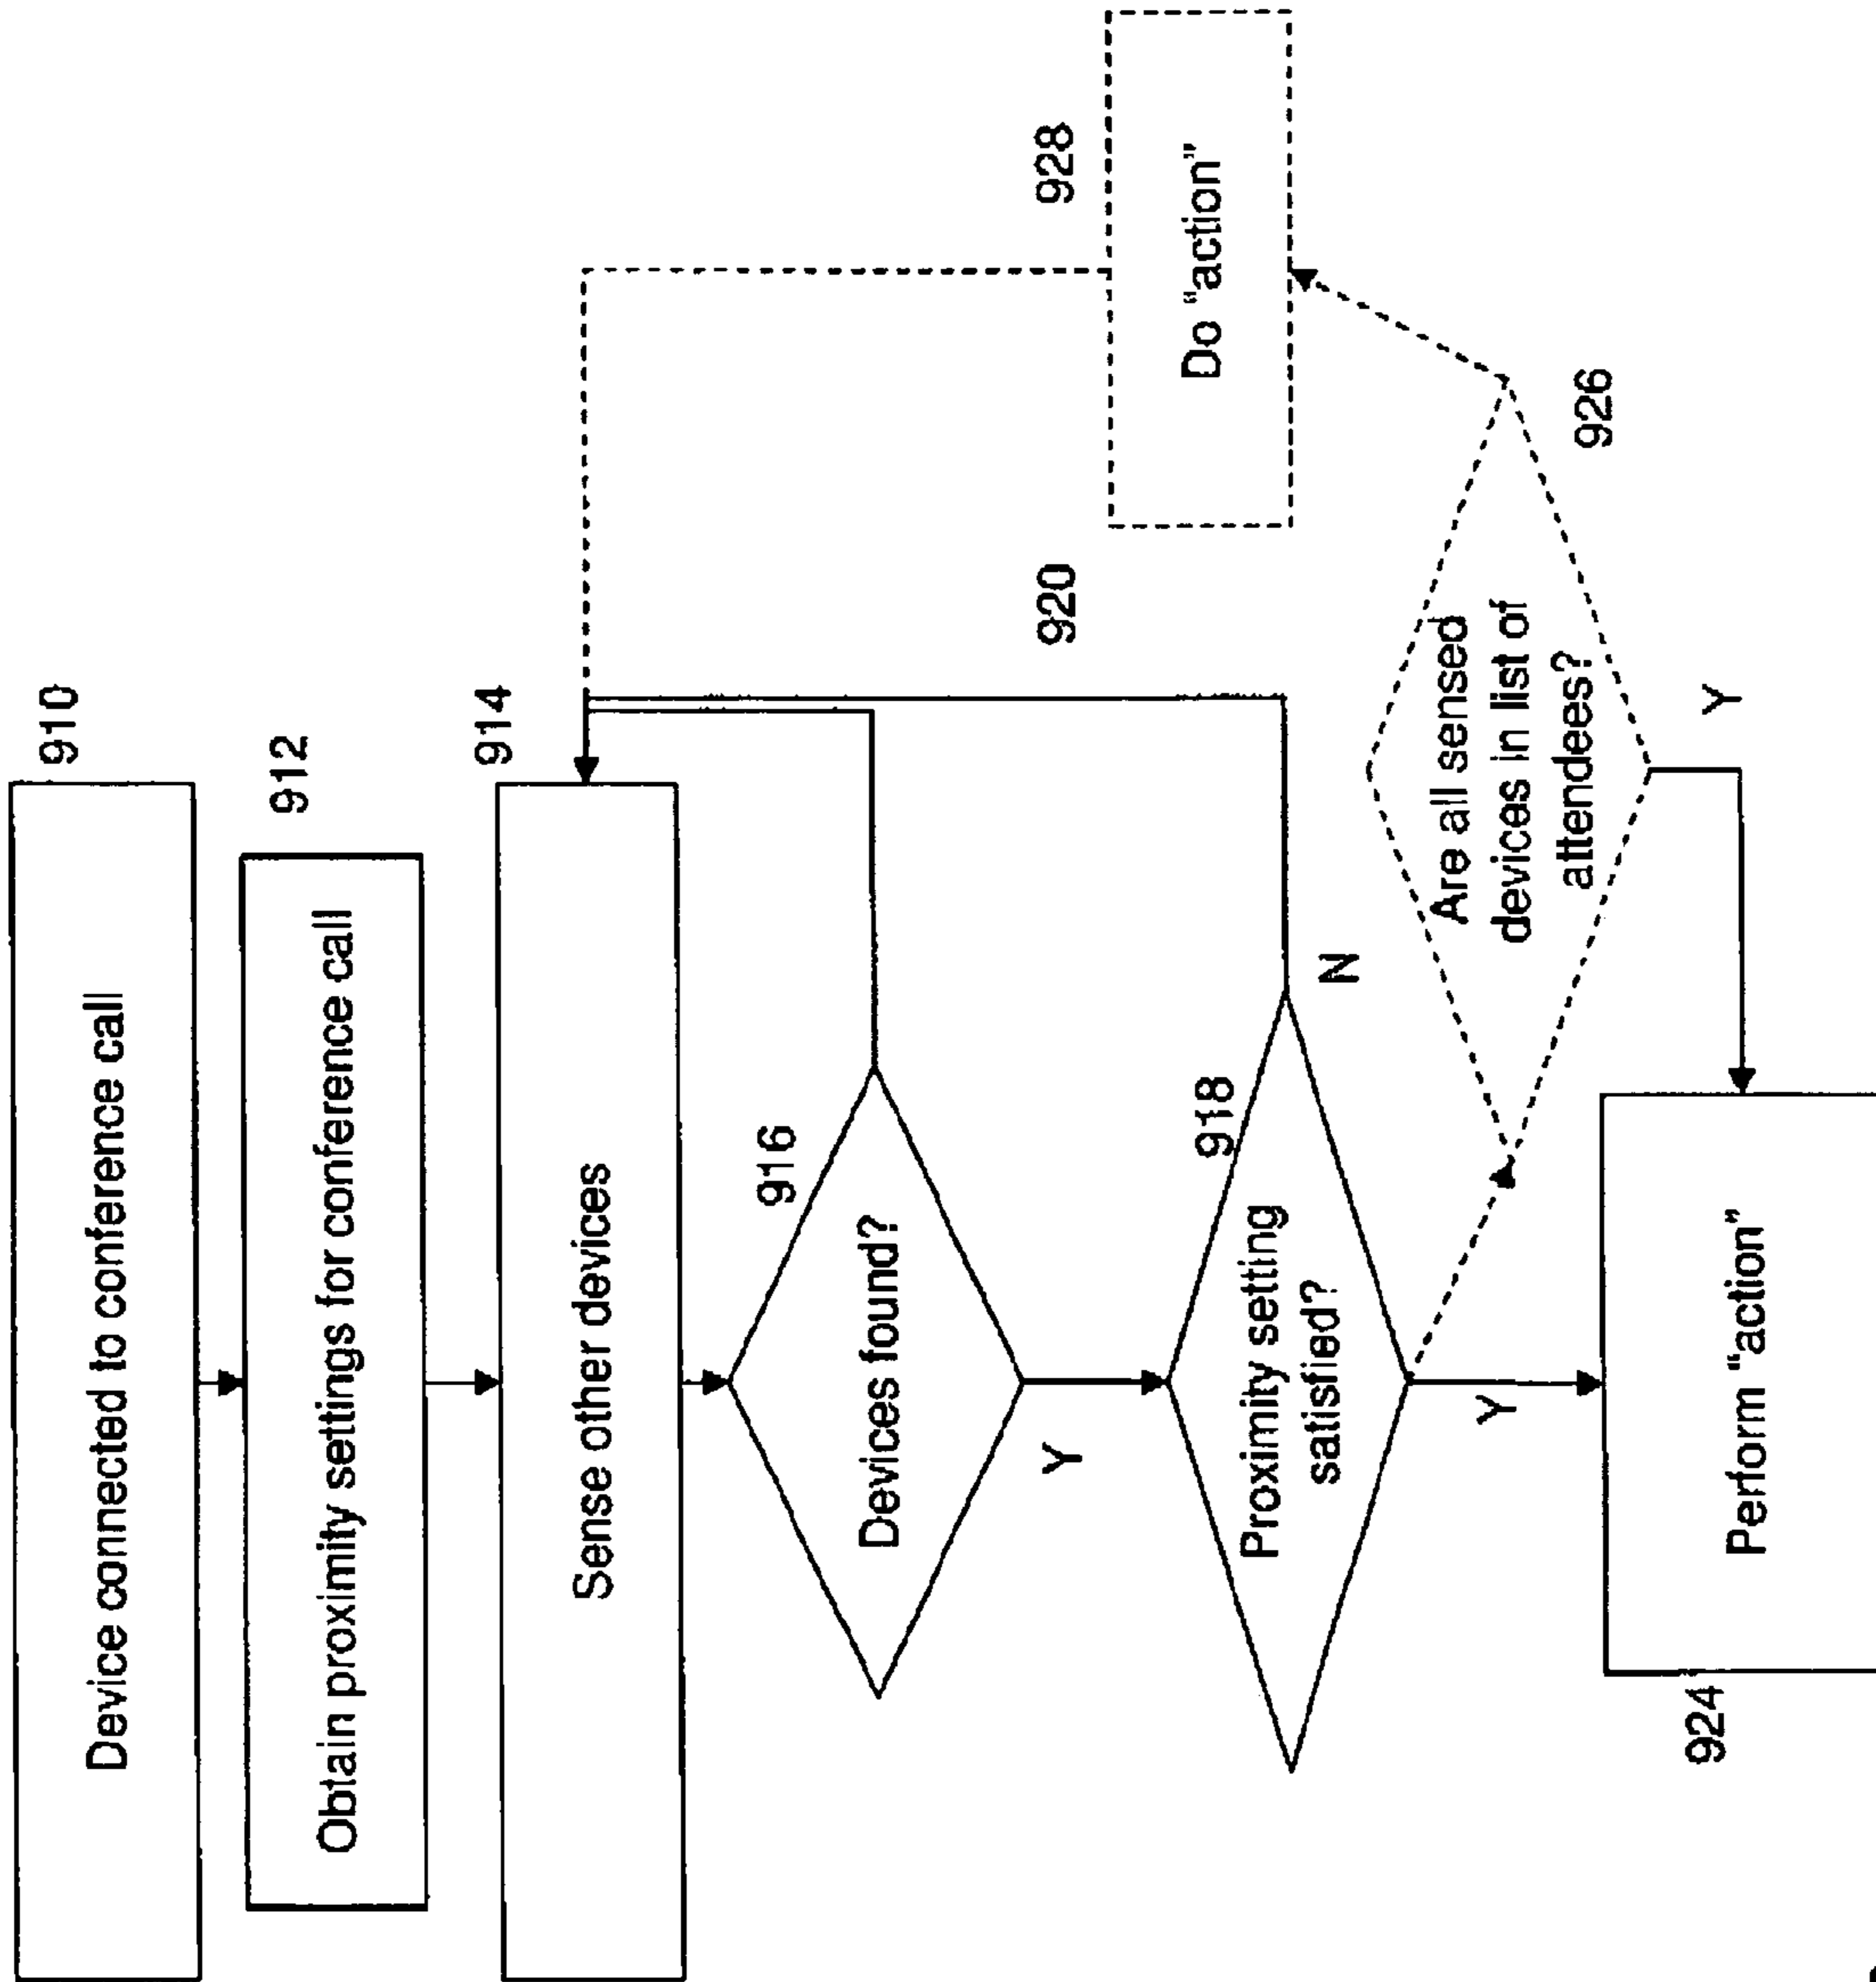 910
Device connected to conference call
912
Obtain proximity settings for conference call
914
Sense other devices
916
Devices found?
Y
920
928
Do "action"
918
Proximity setting
satisfied?
N
Y
Are all sensed
devices in list of
attendees?
926
Y
924
Perform "action"